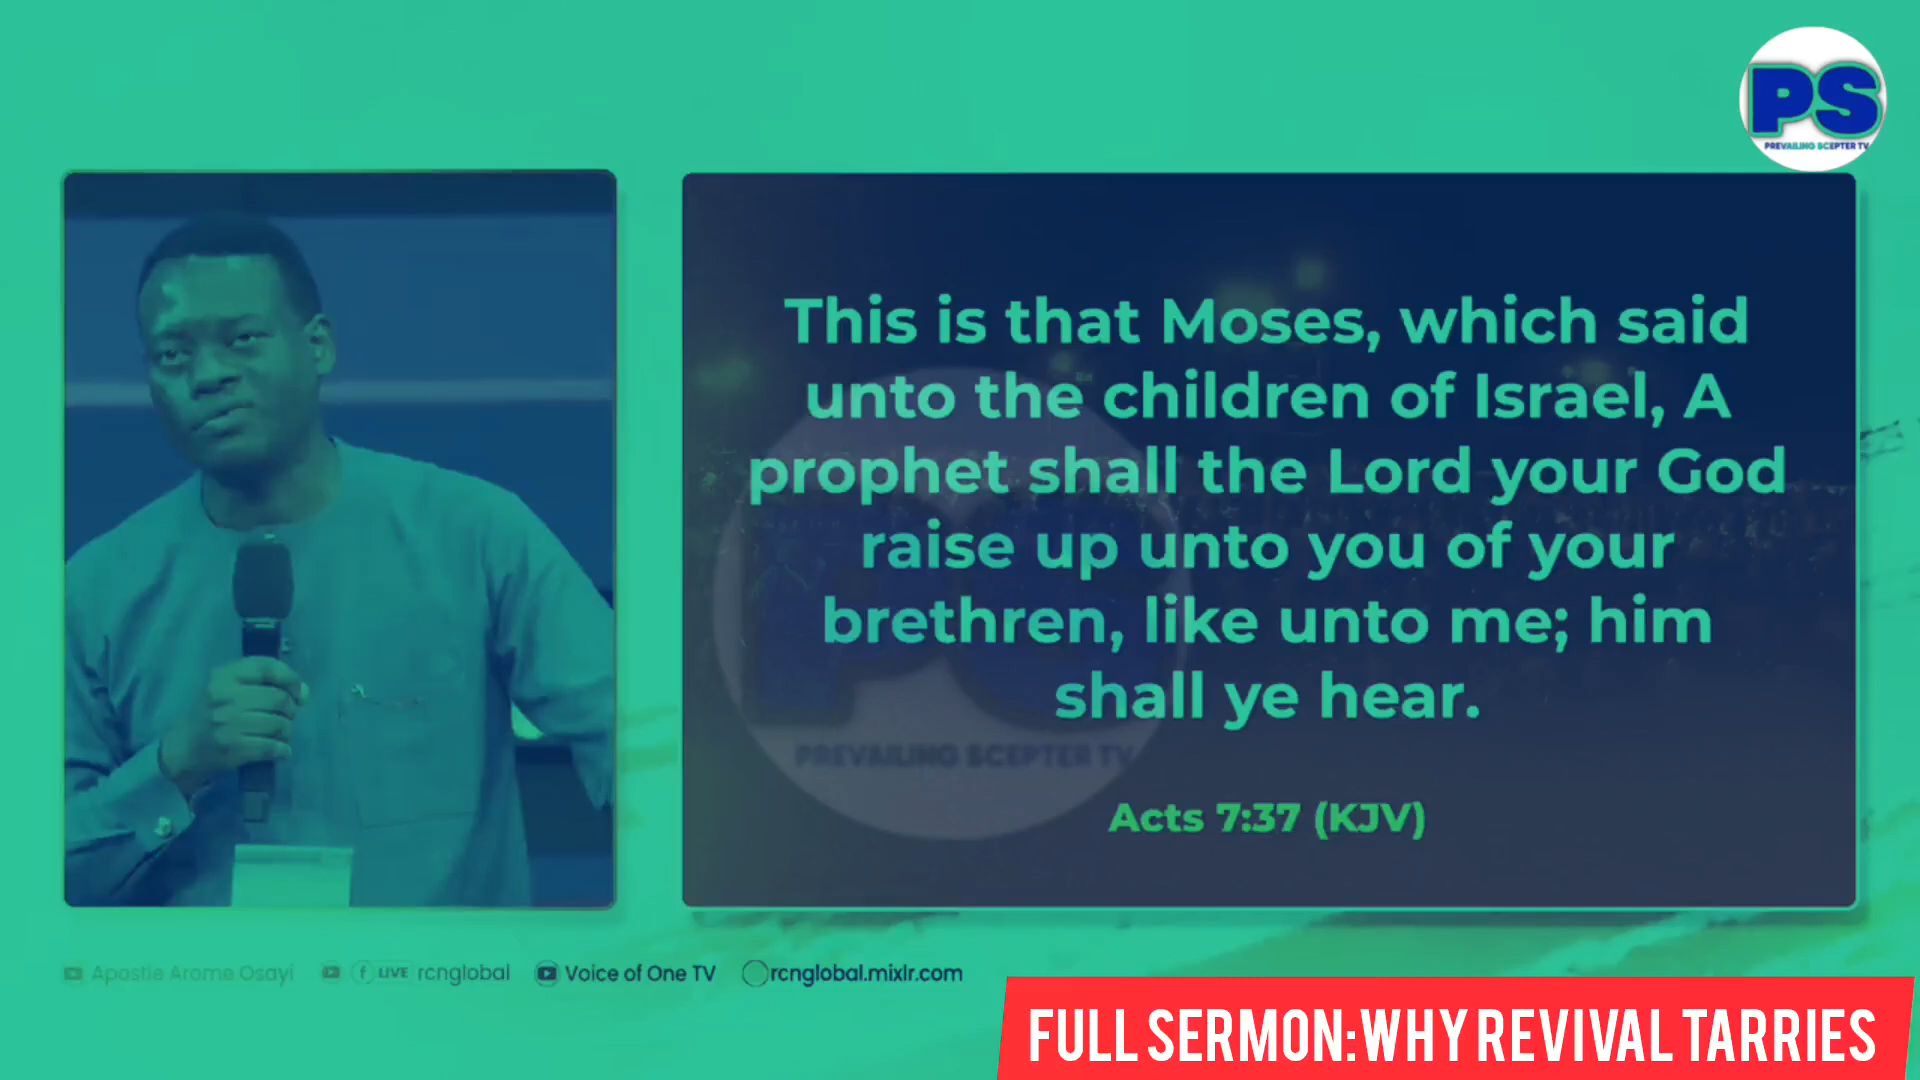 PS
PREVAILING SCEPTER TV
This is that Moses, which said
unto the children of Israel, A
prophet shall the Lord your God
raise up unto you of your
brethren, like unto me; him
shall ye hear.
PS
PREVAILING SCEPTER TV
Acts 7:37 (KJV)
Apostle Arome Osayi LIVE rcnglobal Voice of One TV rcnglobal.mixlr.com
FULL SERMON:WHY REVIVAL TARRIES